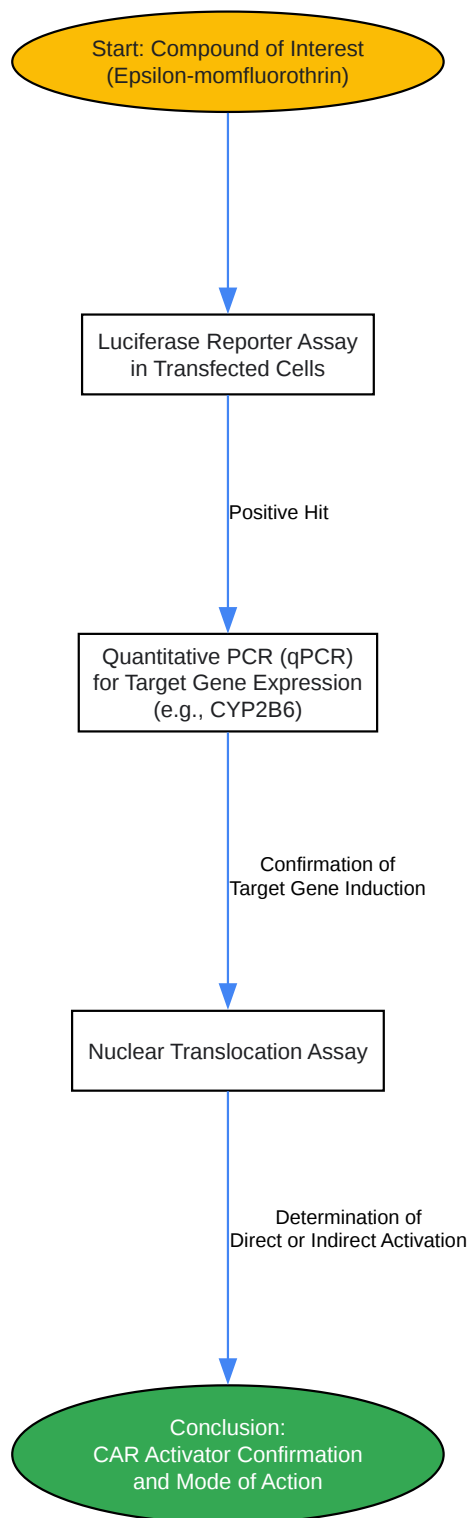 Start: Compound of Interest
(Epsilon-momfluorothrin)
Luciferase Reporter Assay
in Transfected Cells
Positive Hit
Quantitative PCR (qPCR)
for Target Gene Expression
(e.g., CYP2B6)
Confirmation of
Target Gene Induction
Nuclear Translocation Assay
Determination of
Direct or Indirect Activation
Conclusion:
CAR Activator Confirmation
and Mode of Action